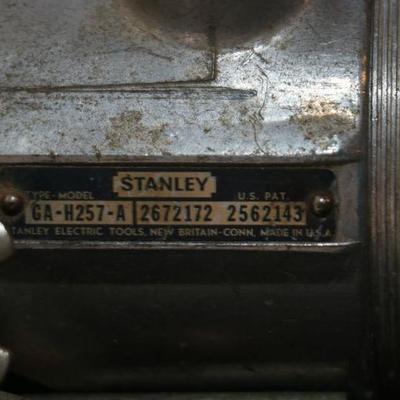 STANLEY
TYPE-MODEL U.S. PAT.
GA-H257-A 2672172 2562143
STANLEY ELECTRIC TOOLS, NEW BRITAIN-CONN, MADE IN U.S.A.